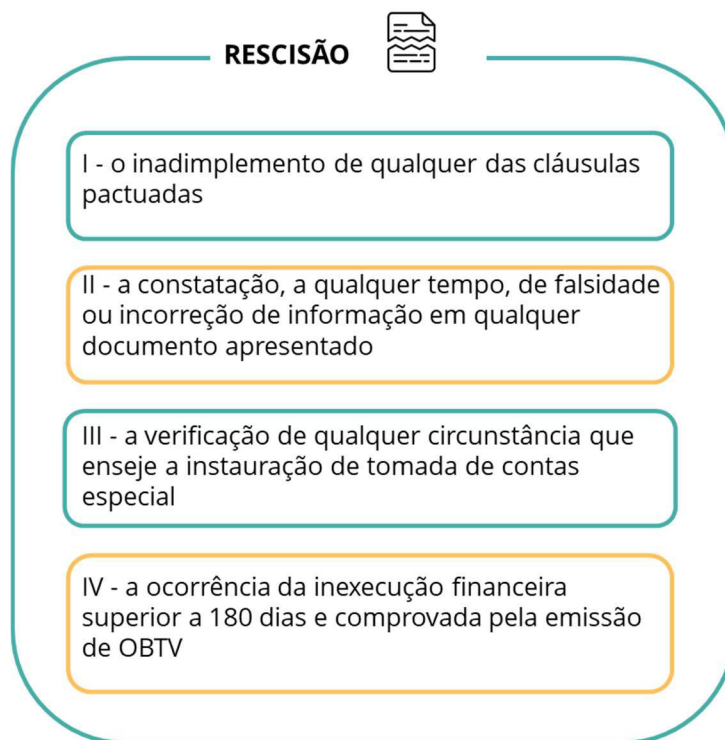 RESCISÃO
I - o inadimplemento de qualquer das cláusulas
pactuadas
II - a constatação, a qualquer tempo, de falsidade
ou incorreção de informação em qualquer
documento apresentado
III - a verificação de qualquer circunstância que
enseje a instauração de tomada de contas
especial
IV - a ocorrência da inexecução financeira
superior a 180 dias e comprovada pela emissão
de OBTV